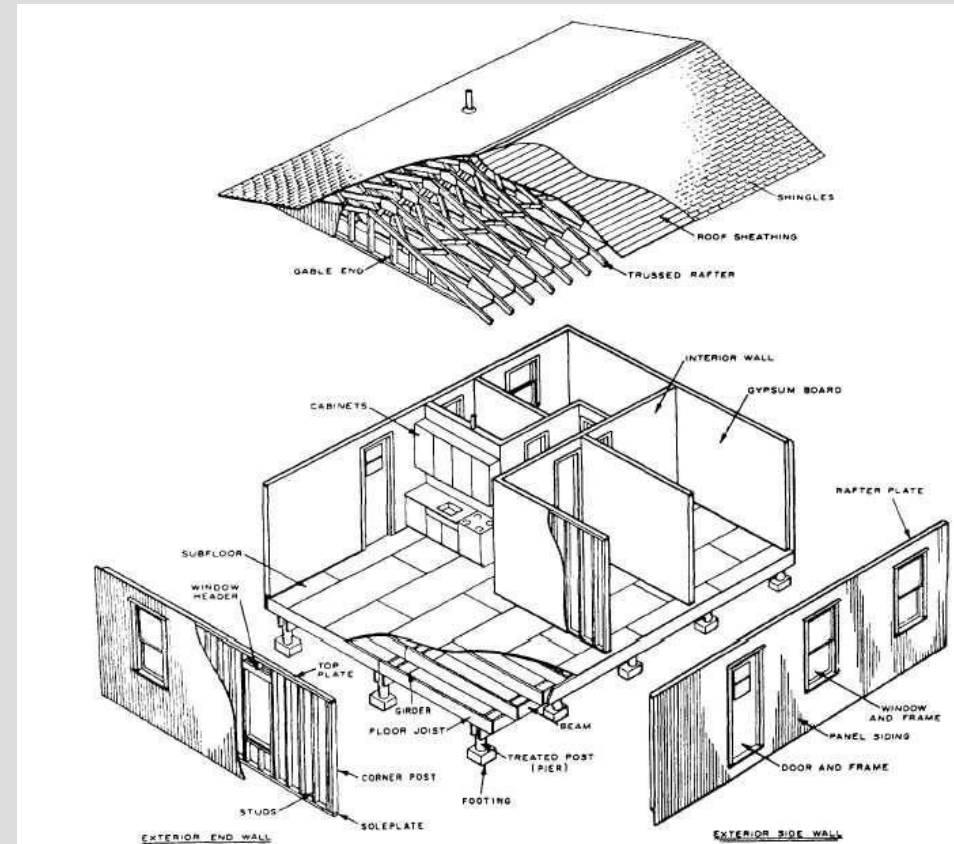 SHINGLES
ROOF SHEATHING
GABLE END
TRUSSED RAFTER
INTERIOR WALL
GYPSUM BOARD
CABINETS
RAFTER PLATE
SUBFLOOR
WINDOW
HEADER
TOP
PLATE
GIRDER
FLOOR JOIST
BEAM
WINDOW
AND FRAME
PANEL SIDING
TREATED POST
(PIER)
DOOR AND FRAME
CORNER POST
FOOTING
STUDS
SOLEPLATE
EXTERIOR END WALL
EXTERIOR SIDE WALL